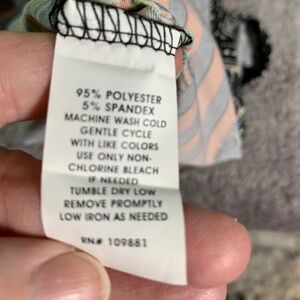 95% POLYESTER
5% SPANDEX
MACHINE WASH COLD
GENTLE CYCLE
WITH LIKE COLORS
USE ONLY NON-
CHLORINE BLEACH
IF NEEDED
TUMBLE DRY LOW
REMOVE PROMPTLY
LOW IRON AS NEEDED
RN# 109881